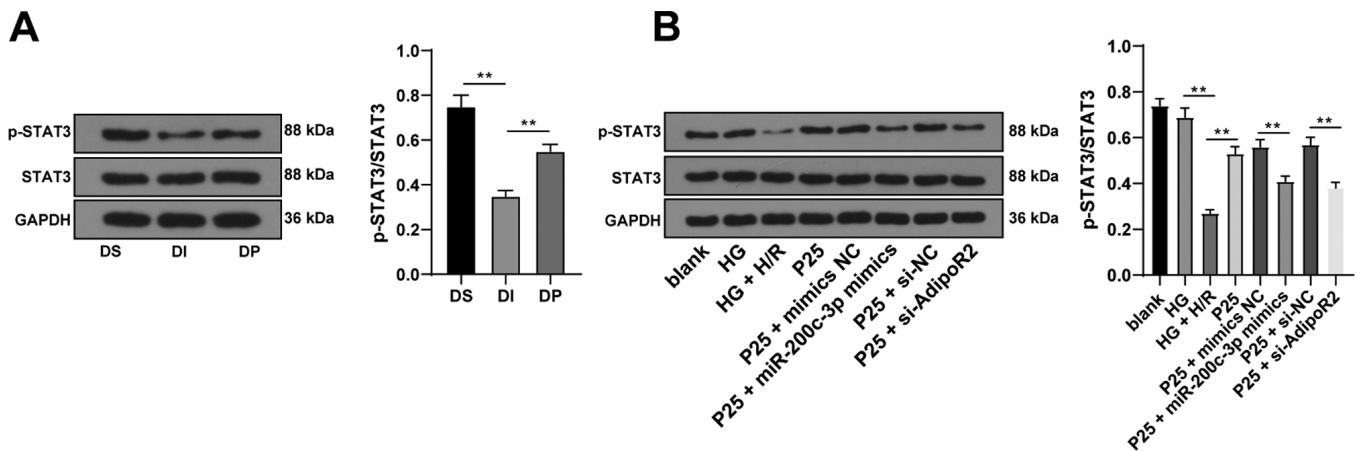 A
p-STAT3
88 kDa
STAT3
88 kDa
GAPDH
36 kDa
DS
DI
DP
p-STAT3/STAT3
1.0
0.8
0.6
0.4
0.2
0.0
**
**
DS
DI
DP
B
p-STAT3
88 kDa
STAT3
88 kDa
GAPDH
36 kDa
blank
HG
HG + H/R
P25
P25 + mimics NC
P25 + miR-200c-3p mimics
P25 + si-NC
P25 + si-AdipoR2
p-STAT3/STAT3
1.0
0.8
0.6
0.4
0.2
0.0
**
**
**
**
blank
HG
HG + H/R
P25
P25 + mimics NC
P25 + miR-200c-3p mimics
P25 + si-NC
P25 + si-AdipoR2